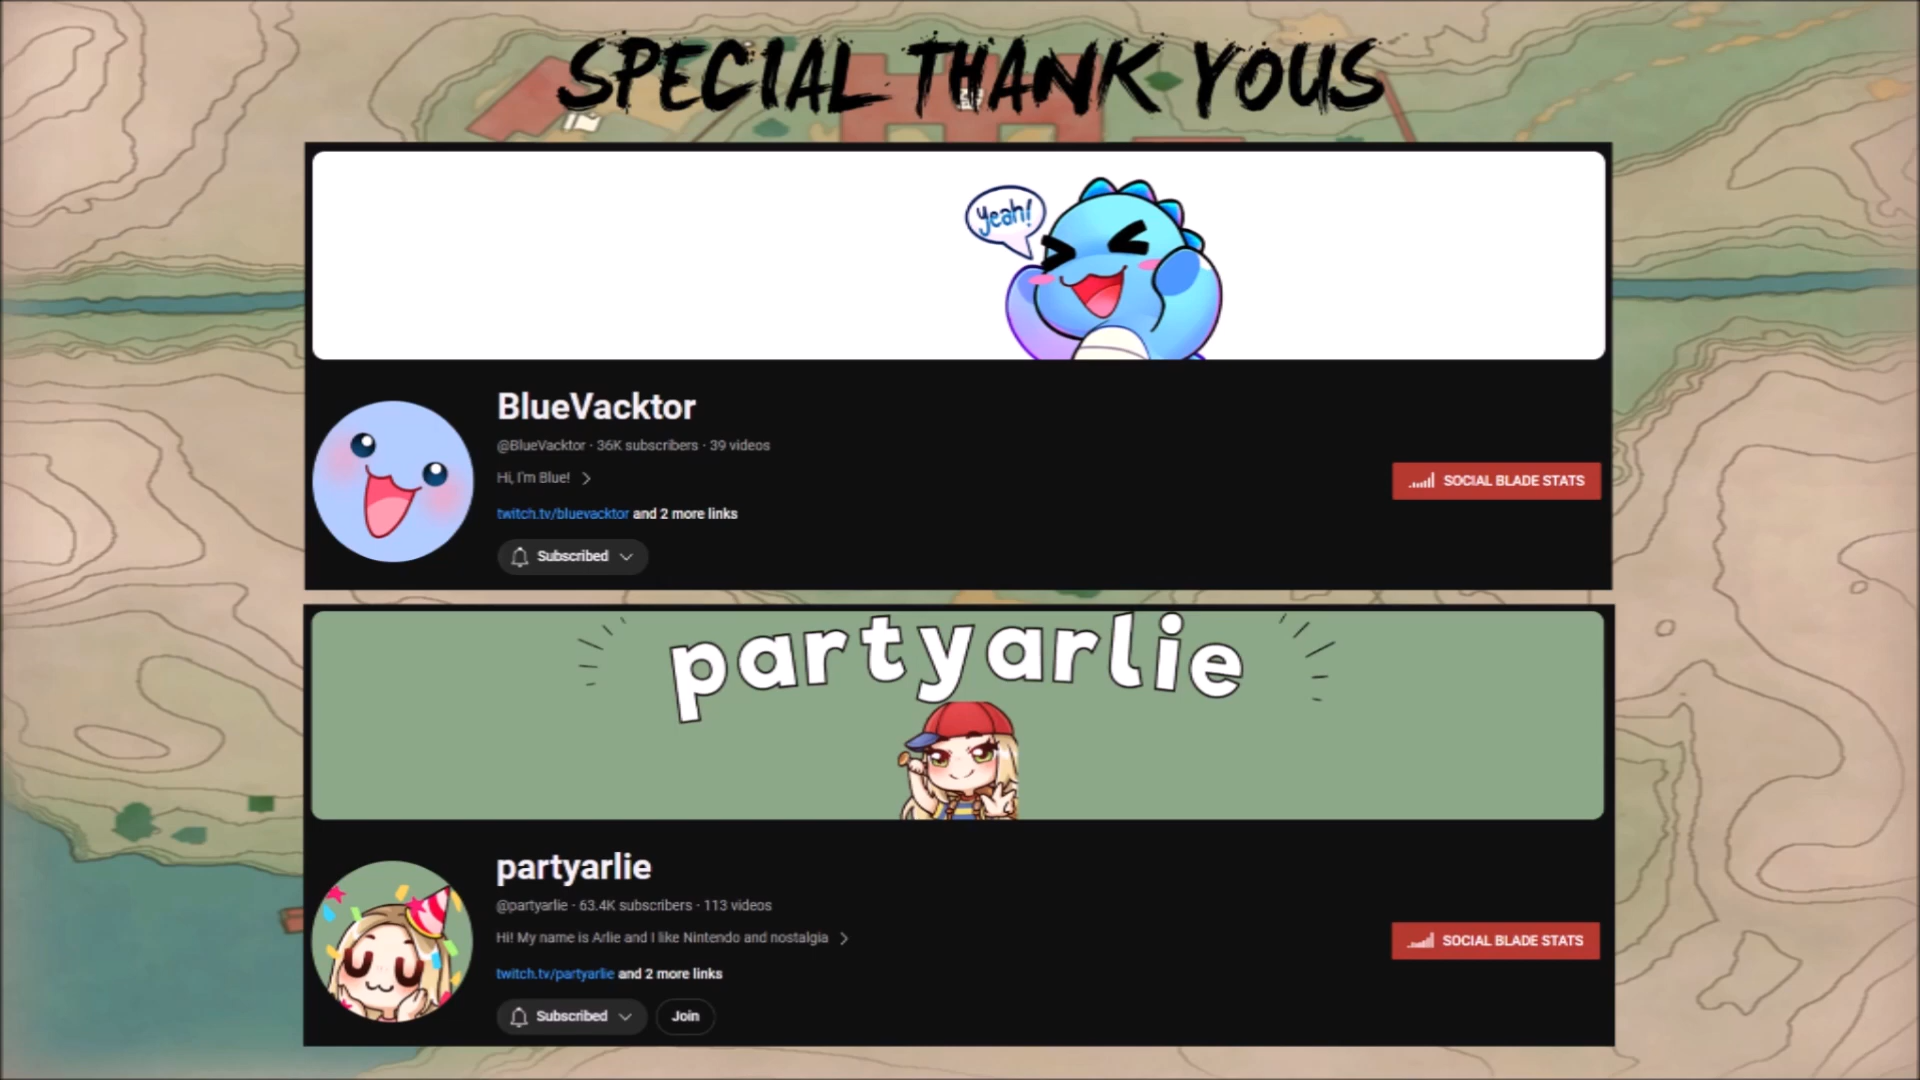 SPECIAL THANK YOUS
yeah!
BlueVacktor
@BlueVacktor · 36K subscribers · 39 videos
Hi, I'm Blue!
twitch.tv/bluevacktor and 2 more links
SOCIAL BLADE STATS
Subscribed
partyarlie
partyarlie
@partyarlie · 63.4K subscribers · 113 videos
Hi! My name is Arlie and I like Nintendo and nostalgia
twitch.tv/partyarlie and 2 more links
SOCIAL BLADE STATS
Subscribed
Join